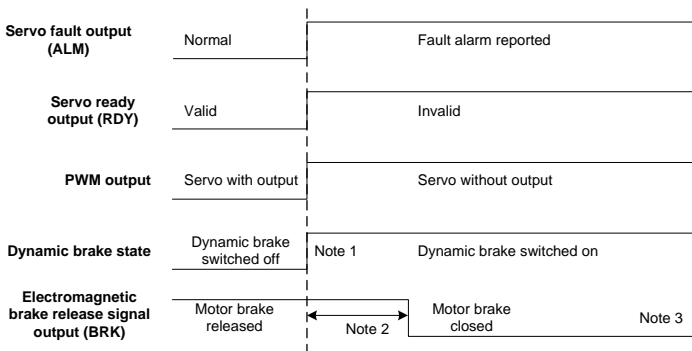 Servo fault output
(ALM)
Normal
Fault alarm reported
Servo ready
output (RDY)
Valid
Invalid
PWM output
Servo with output
Servo without output
Dynamic brake state
Dynamic brake
switched off
Note 1
Dynamic brake switched on
Electromagnetic
brake release signal
output (BRK)
Motor brake
released
Note 2
Motor brake
closed
Note 3